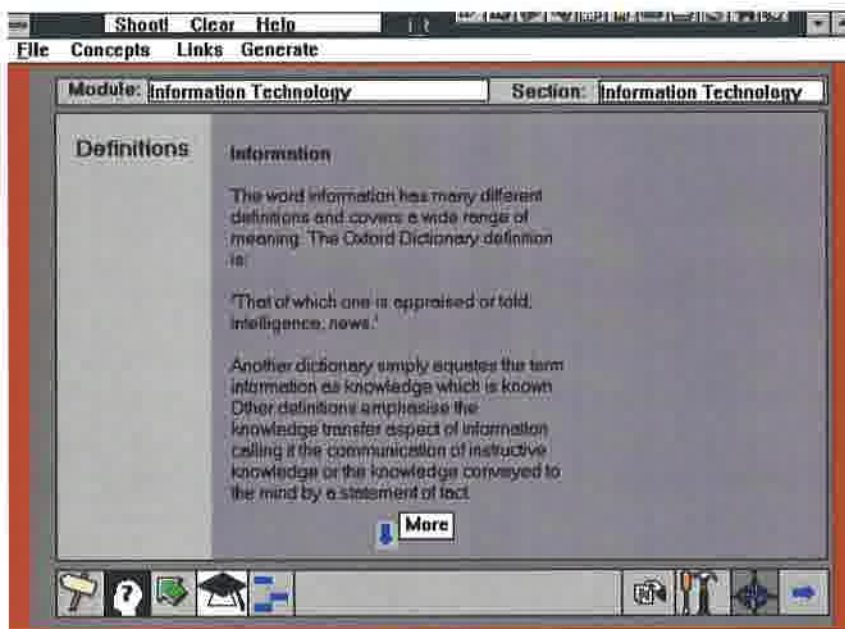 Shoot! Clear Help
File Concepts Links Generate
Module: Information Technology Section: Information Technology
Definitions
Information
The word information has many different
definitions and covers a wide range of
meaning. The Oxford Dictionary definition
is:
'That of which one is appraised or told,
intelligence, news.'
Another dictionary simply equates the term
information as knowledge which is known
Other definitions emphasise the
knowledge transfer aspect of information
calling it the communication of instructive
knowledge or the knowledge conveyed to
the mind by a statement of fact
More
?